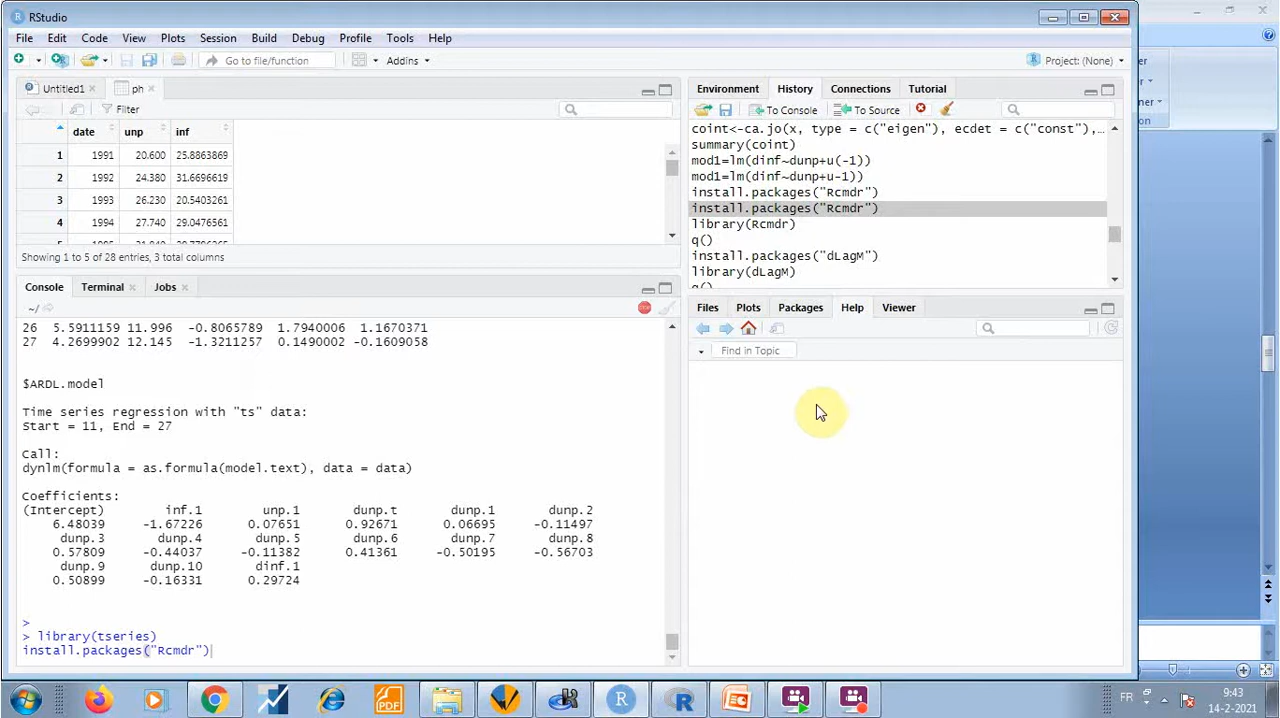 RStudio
File Edit Code View Plots Session Build Debug Profile Tools Help
Go to file/function
Addins
Project: (None)
Untitled1
ph
Filter
date unp inf
1 1991 20.600 25.8863869
2 1992 24.380 31.6696619
3 1993 26.230 20.5403261
4 1994 27.740 29.0476561
Showing 1 to 5 of 28 entries, 3 total columns
Environment History Connections Tutorial
To Console To Source
coint<-ca.jo(x, type = c("eigen"), ecdet = c("const"),…
summary(coint)
mod1=lm(dinf~dunp+u(-1))
mod1=lm(dinf~dunp+u-1))
install.packages("Rcmdr")
install.packages("Rcmdr")
library(Rcmdr)
q()
install.packages("dLagM")
library(dLagM)
q()
Console Terminal Jobs
~/
26 5.5911159 11.996 -0.8065789 1.7940006 1.1670371
27 4.2699902 12.145 -1.3211257 0.1490002 -0.1609058
$ARDL.model
Time series regression with "ts" data:
Start = 11, End = 27
Call:
dynlm(formula = as.formula(model.text), data = data)
Coefficients:
(Intercept) inf.1 unp.1 dunp.t dunp.1 dunp.2
6.48039 -1.67226 0.07651 0.92671 0.06695 -0.11497
dunp.3 dunp.4 dunp.5 dunp.6 dunp.7 dunp.8
0.57809 -0.44037 -0.11382 0.41361 -0.50195 -0.56703
dunp.9 dunp.10 dinf.1
0.50899 -0.16331 0.29724
>
> library(tseries)
install.packages("Rcmdr")
Files Plots Packages Help Viewer
Find in Topic
PDF
FR
9:43
14-2-2021